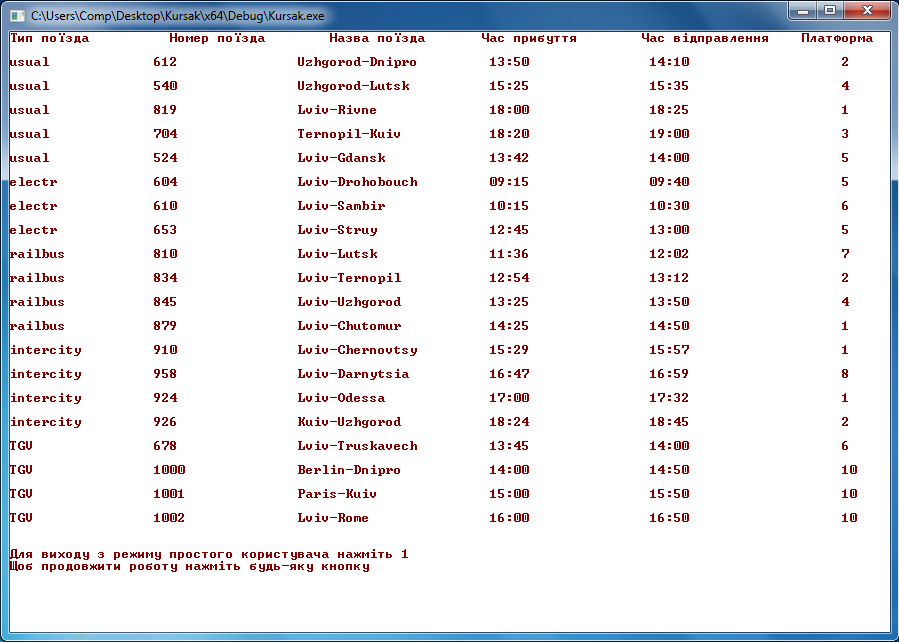 C:\Users\Comp\Desktop\Kursak\x64\Debug\Kursak.exe
Тип поїзда Номер поїзда Назва поїзда Час прибуття Час відправлення Платформа
usual 612 Uzhgorod-Dnipro 13:50 14:10 2
usual 540 Uzhgorod-Lutsk 15:25 15:35 4
usual 819 Lviv-Rivne 18:00 18:25 1
usual 704 Ternopil-Kuiv 18:20 19:00 3
usual 524 Lviv-Gdansk 13:42 14:00 5
electr 604 Lviv-Drohobouch 09:15 09:40 5
electr 610 Lviv-Sambir 10:15 10:30 6
electr 653 Lviv-Struy 12:45 13:00 5
railbus 810 Lviv-Lutsk 11:36 12:02 7
railbus 834 Lviv-Ternopil 12:54 13:12 2
railbus 845 Lviv-Uzhgorod 13:25 13:50 4
railbus 879 Lviv-Chutomur 14:25 14:50 1
intercity 910 Lviv-Chernovtsy 15:29 15:57 1
intercity 958 Lviv-Darnytsia 16:47 16:59 8
intercity 924 Lviv-Odessa 17:00 17:32 1
intercity 926 Kuiv-Uzhgorod 18:24 18:45 2
TGV 678 Lviv-Truskavech 13:45 14:00 6
TGV 1000 Berlin-Dnipro 14:00 14:50 10
TGV 1001 Paris-Kuiv 15:00 15:50 10
TGV 1002 Lviv-Rome 16:00 16:50 10
Для виходу з режиму простого користувача нажміть 1
Щоб продовжити роботу нажміть будь-яку кнопку